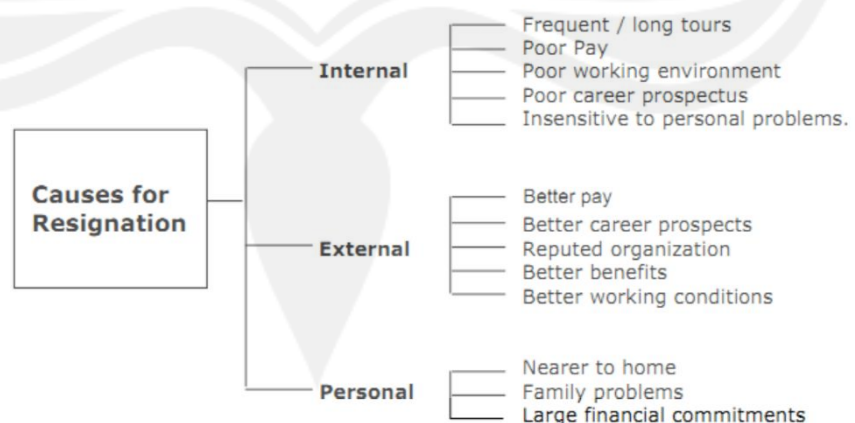 Causes for
Resignation
Internal
Frequent / long tours
Poor Pay
Poor working environment
Poor career prospectus
Insensitive to personal problems.
External
Better pay
Better career prospects
Reputed organization
Better benefits
Better working conditions
Personal
Nearer to home
Family problems
Large financial commitments